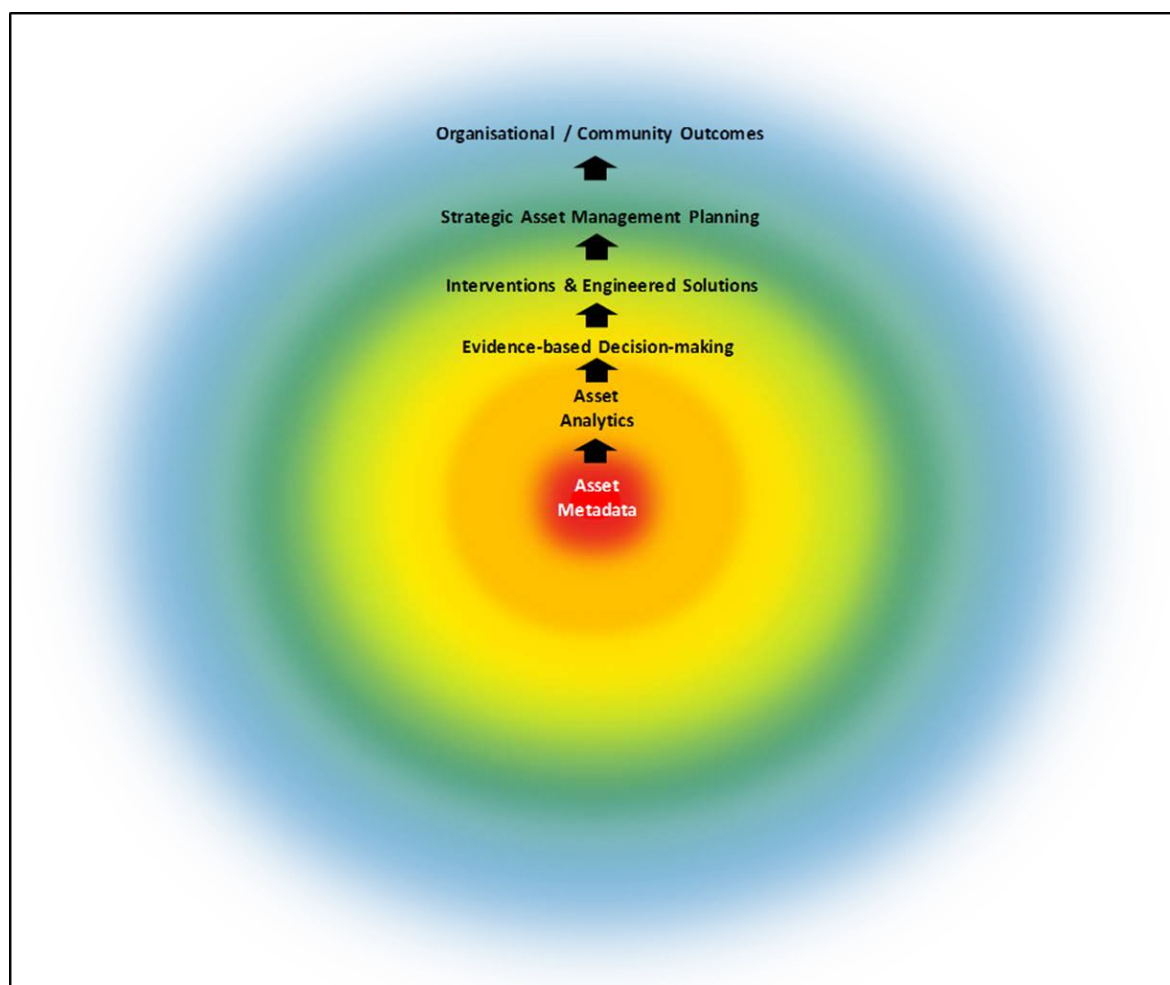 Organisational / Community Outcomes
Strategic Asset Management Planning
Interventions & Engineered Solutions
Evidence-based Decision-making
Asset
Analytics
Asset
Metadata